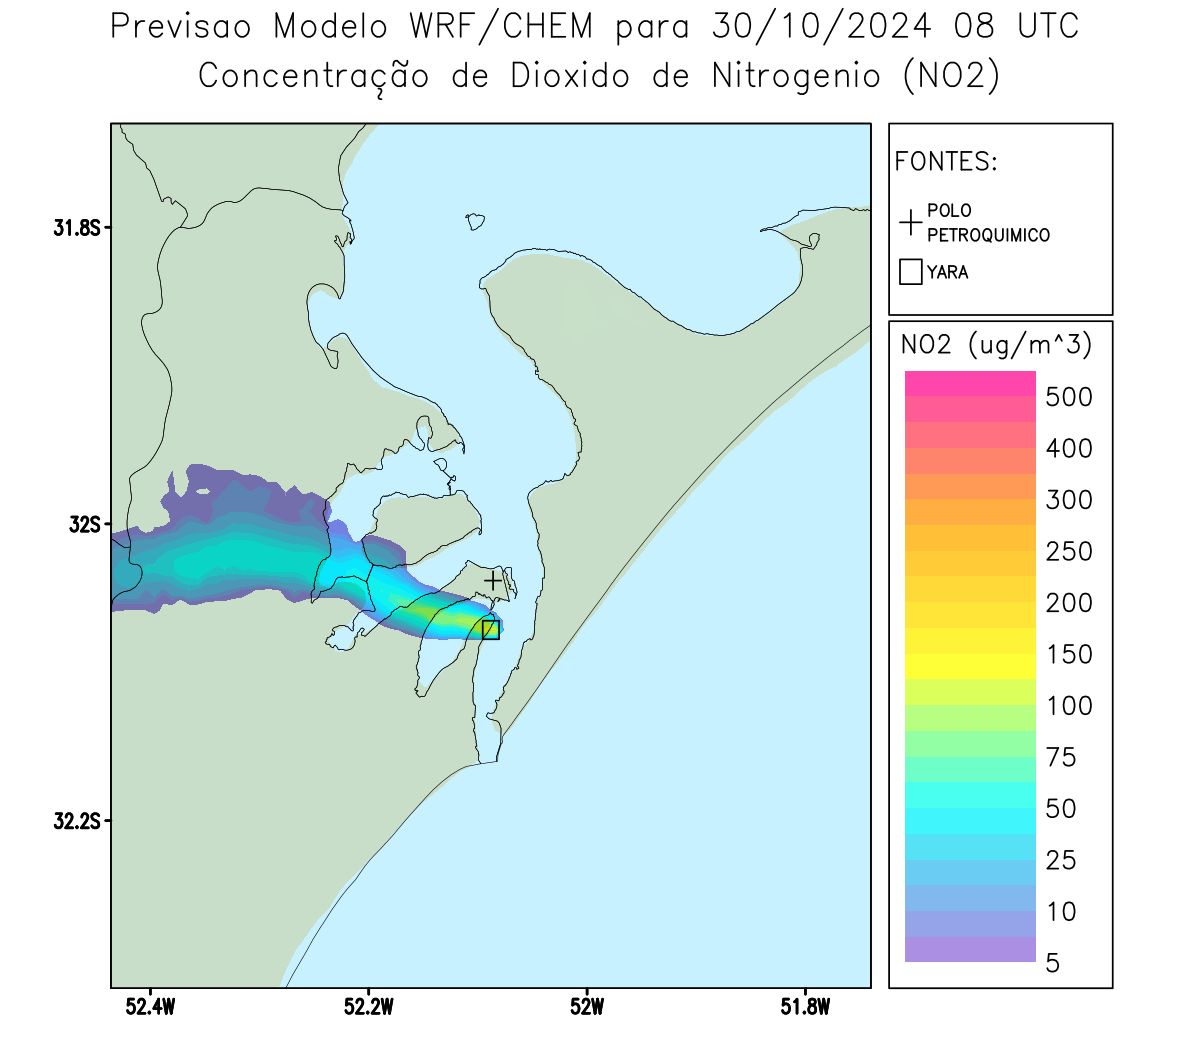 Previsao Modelo WRF/CHEM para 30/10/2024 08 UTC
Concentração de Dioxido de Nitrogenio (NO2)
FONTES:
POLO
PETROQUIMICO
YARA
31.8S
32S
32.2S
52.4W
52.2W
52W
51.8W
NO2 (ug/m^3)
500
400
300
250
200
150
100
75
50
25
10
5